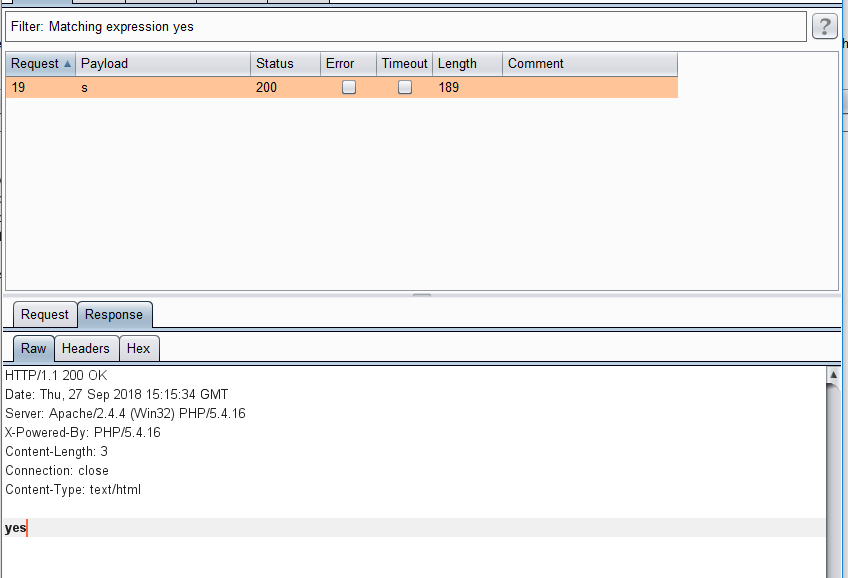 Filter: Matching expression yes
?
Request Payload Status Error Timeout Length Comment
19 s 200 189
Request Response
Raw Headers Hex
HTTP/1.1 200 OK
Date: Thu, 27 Sep 2018 15:15:34 GMT
Server: Apache/2.4.4 (Win32) PHP/5.4.16
X-Powered-By: PHP/5.4.16
Content-Length: 3
Connection: close
Content-Type: text/html
yes